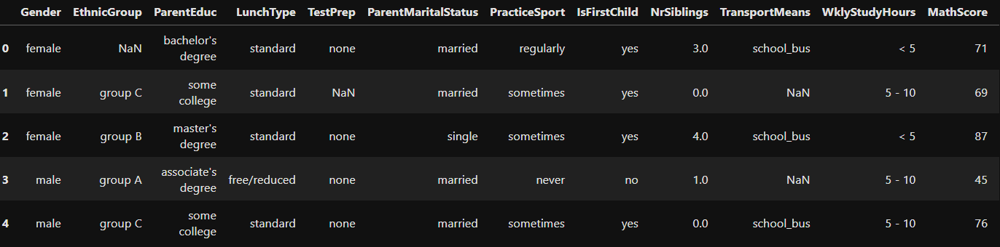 Gender EthnicGroup ParentEduc LunchType TestPrep ParentMaritalStatus PracticeSport IsFirstChild NrSiblings TransportMeans WklyStudyHours MathScore
0 female NaN bachelor's degree standard none married regularly yes 3.0 school_bus < 5 71
1 female group C some college standard NaN married sometimes yes 0.0 NaN 5 - 10 69
2 female group B master's degree standard none single sometimes yes 4.0 school_bus < 5 87
3 male group A associate's degree free/reduced none married never no 1.0 NaN 5 - 10 45
4 male group C some college standard none married sometimes yes 0.0 school_bus 5 - 10 76